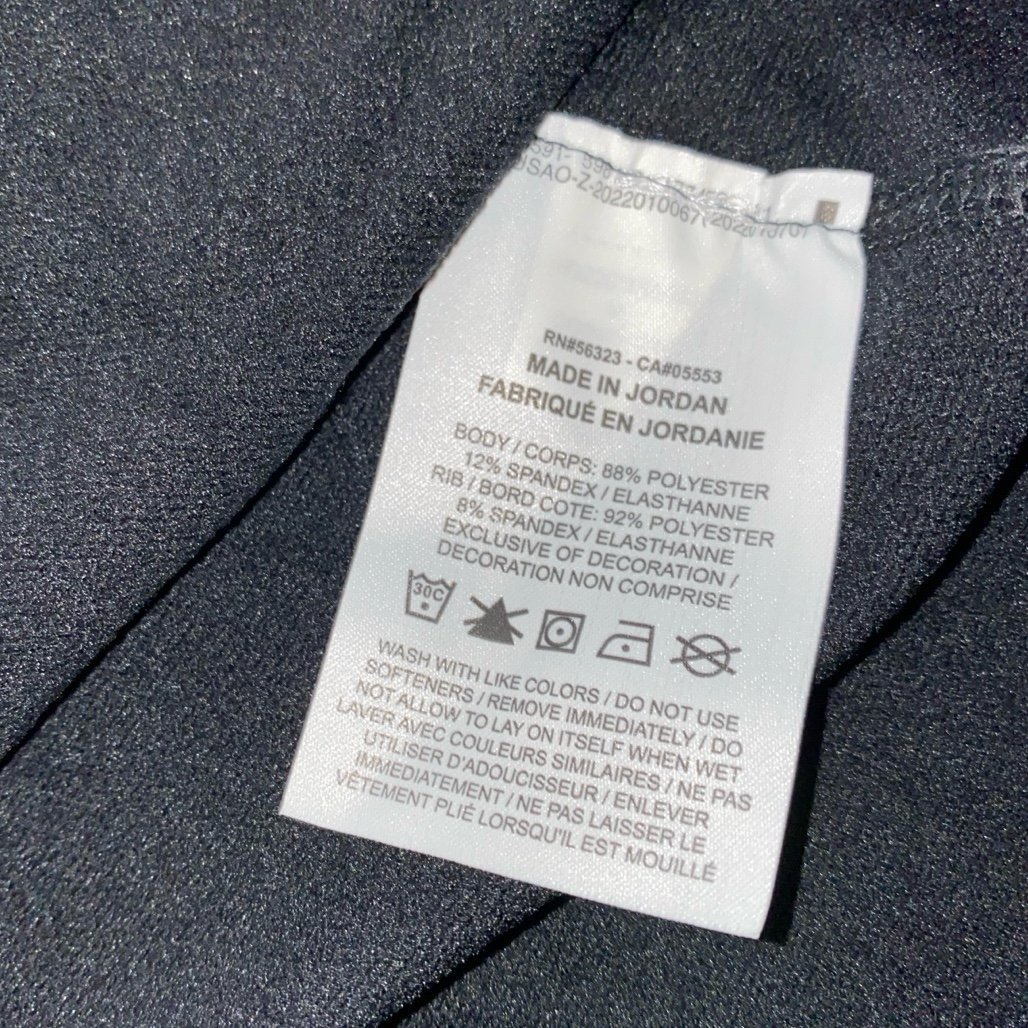 RN#56323 - CA#05553
MADE IN JORDAN
FABRIQUÉ EN JORDANIE
BODY / CORPS: 88% POLYESTER
12% SPANDEX / ELASTHANNE
RIB / BORD COTE: 92% POLYESTER
8% SPANDEX / ELASTHANNE
EXCLUSIVE OF DECORATION /
DECORATION NON COMPRISE
30C
WASH WITH LIKE COLORS / DO NOT USE
SOFTENERS / REMOVE IMMEDIATELY / DO
NOT ALLOW TO LAY ON ITSELF WHEN WET
LAVER AVEC COULEURS SIMILAIRES / NE PAS
UTILISER D'ADOUCISSEUR / ENLEVER
IMMEDIATEMENT / NE PAS LAISSER LE
VÊTEMENT PLIÉ LORSQU'IL EST MOUILLÉ